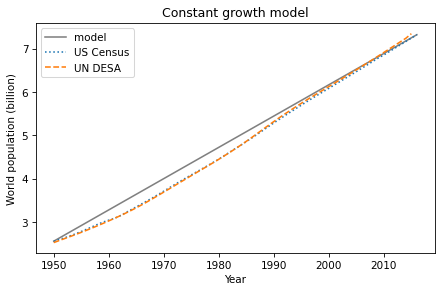 Constant growth model
model
US Census
UN DESA
World population (billion)
7
6
5
4
3
1950 1960 1970 1980 1990 2000 2010
Year